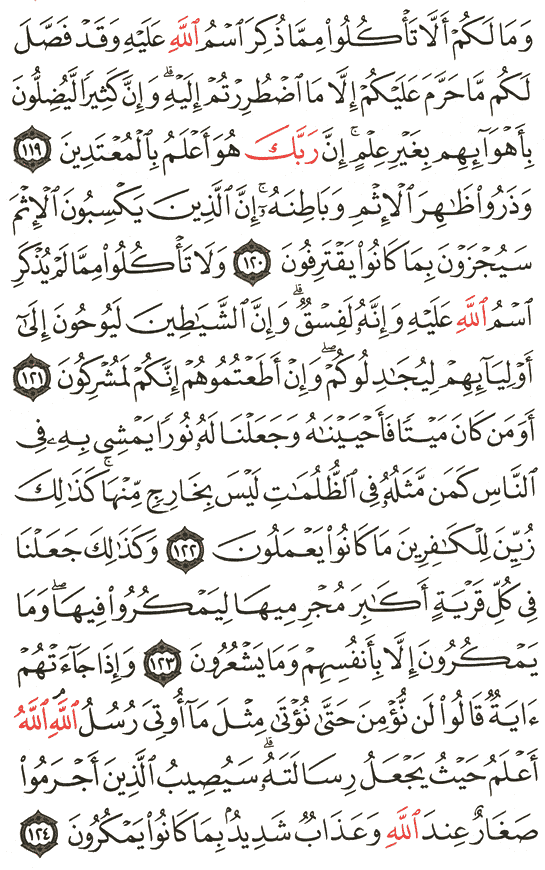 وَمَا لَكُمْ أَلَّا تَأْكُلُوا۟ مِمَّا ذُكِرَ ٱسْمُ ٱللَّهِ عَلَيْهِ وَقَدْ فَصَّلَ
لَكُم مَّا حَرَّمَ عَلَيْكُمْ إِلَّا مَا ٱضْطُرِرْتُمْ إِلَيْهِ ۗ وَإِنَّ كَثِيرًا لَّيُضِلُّونَ
بِأَهْوَآئِهِم بِغَيْرِ عِلْمٍ ۗ إِنَّ رَبَّكَ هُوَ أَعْلَمُ بِٱلْمُعْتَدِينَ ١١٩
وَذَرُوا۟ ظَـٰهِرَ ٱلْإِثْمِ وَبَاطِنَهُۥٓ ۚ إِنَّ ٱلَّذِينَ يَكْسِبُونَ ٱلْإِثْمَ
سَيُجْزَوْنَ بِمَا كَانُوا۟ يَقْتَرِفُونَ ١٢٠ وَلَا تَأْكُلُوا۟ مِمَّا لَمْ يُذْكَرِ
ٱسْمُ ٱللَّهِ عَلَيْهِ وَإِنَّهُۥ لَفِسْقٌ ۗ وَإِنَّ ٱلشَّيَـٰطِينَ لَيُوحُونَ إِلَىٰٓ
أَوْلِيَآئِهِمْ لِيُجَـٰدِلُوكُمْ ۖ وَإِنْ أَطَعْتُمُوهُمْ إِنَّكُمْ لَمُشْرِكُونَ ١٢١
أَوَمَن كَانَ مَيْتًا فَأَحْيَيْنَـٰهُ وَجَعَلْنَا لَهُۥ نُورًا يَمْشِى بِهِۦ فِى
ٱلنَّاسِ كَمَن مَّثَلُهُۥ فِى ٱلظُّلُمَـٰتِ لَيْسَ بِخَارِجٍ مِّنْهَا ۚ كَذَٰلِكَ
زُيِّنَ لِلْكَـٰفِرِينَ مَا كَانُوا۟ يَعْمَلُونَ ١٢٢ وَكَذَٰلِكَ جَعَلْنَا
فِى كُلِّ قَرْيَةٍ أَكَـٰبِرَ مُجْرِمِيهَا لِيَمْكُرُوا۟ فِيهَا ۖ وَمَا
يَمْكُرُونَ إِلَّا بِأَنفُسِهِمْ وَمَا يَشْعُرُونَ ١٢٣ وَإِذَا جَآءَتْهُمْ
ءَايَةٌ قَالُوا۟ لَن نُّؤْمِنَ حَتَّىٰ نُؤْتَىٰ مِثْلَ مَآ أُوتِىَ رُسُلُ ٱللَّهِ ۘ ٱللَّهُ
أَعْلَمُ حَيْثُ يَجْعَلُ رِسَالَتَهُۥ ۗ سَيُصِيبُ ٱلَّذِينَ أَجْرَمُوا۟
صَغَارٌ عِندَ ٱللَّهِ وَعَذَابٌ شَدِيدٌۢ بِمَا كَانُوا۟ يَمْكُرُونَ ١٢٤